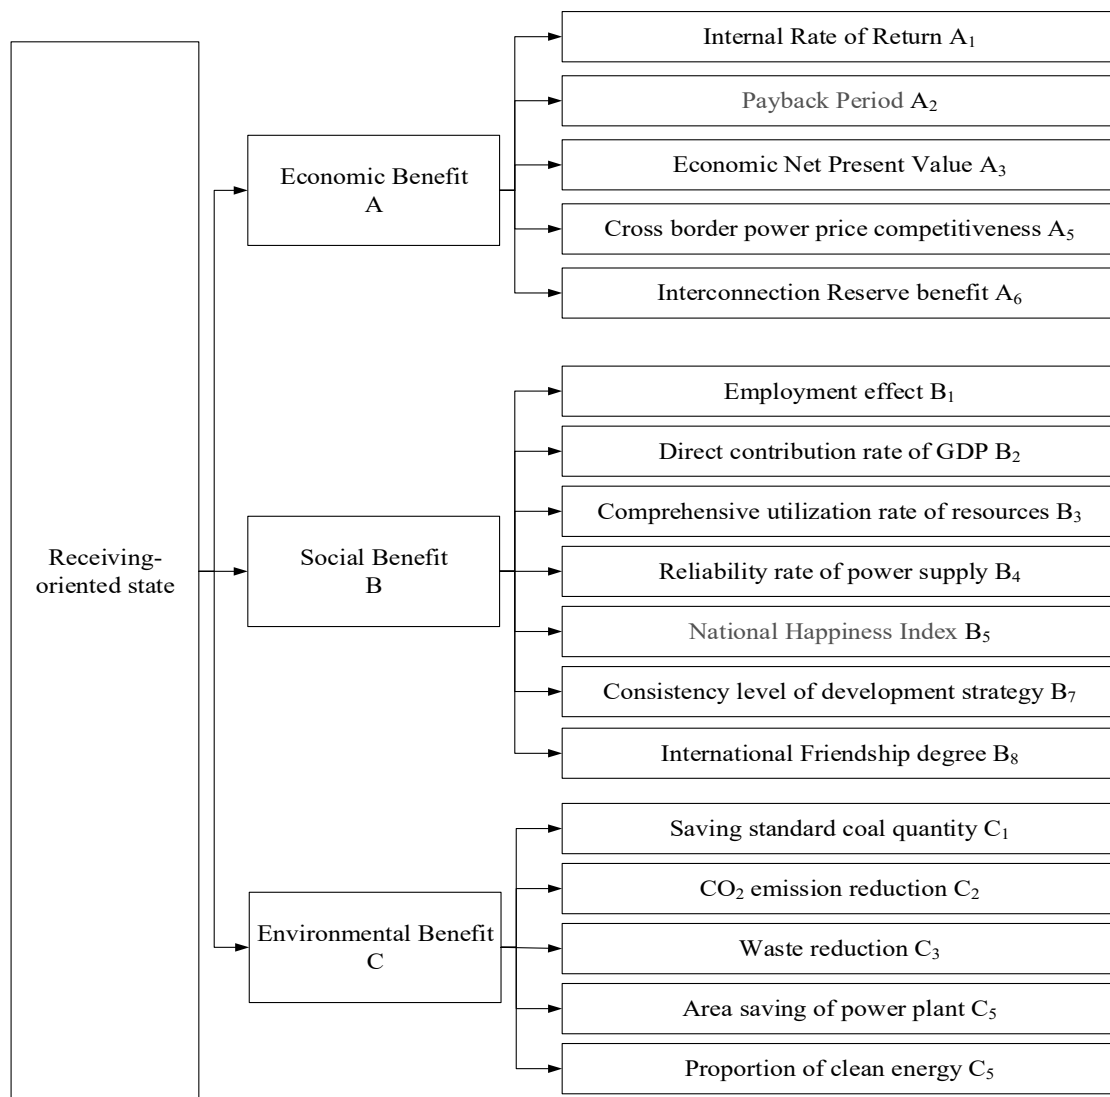 Receiving-
oriented state
Economic Benefit
A
Internal Rate of Return A₁
Payback Period A₂
Economic Net Present Value A₃
Cross border power price competitiveness A₅
Interconnection Reserve benefit A₆
Social Benefit
B
Employment effect B₁
Direct contribution rate of GDP B₂
Comprehensive utilization rate of resources B₃
Reliability rate of power supply B₄
National Happiness Index B₅
Consistency level of development strategy B₇
International Friendship degree B₈
Environmental Benefit
C
Saving standard coal quantity C₁
CO₂ emission reduction C₂
Waste reduction C₃
Area saving of power plant C₅
Proportion of clean energy C₅